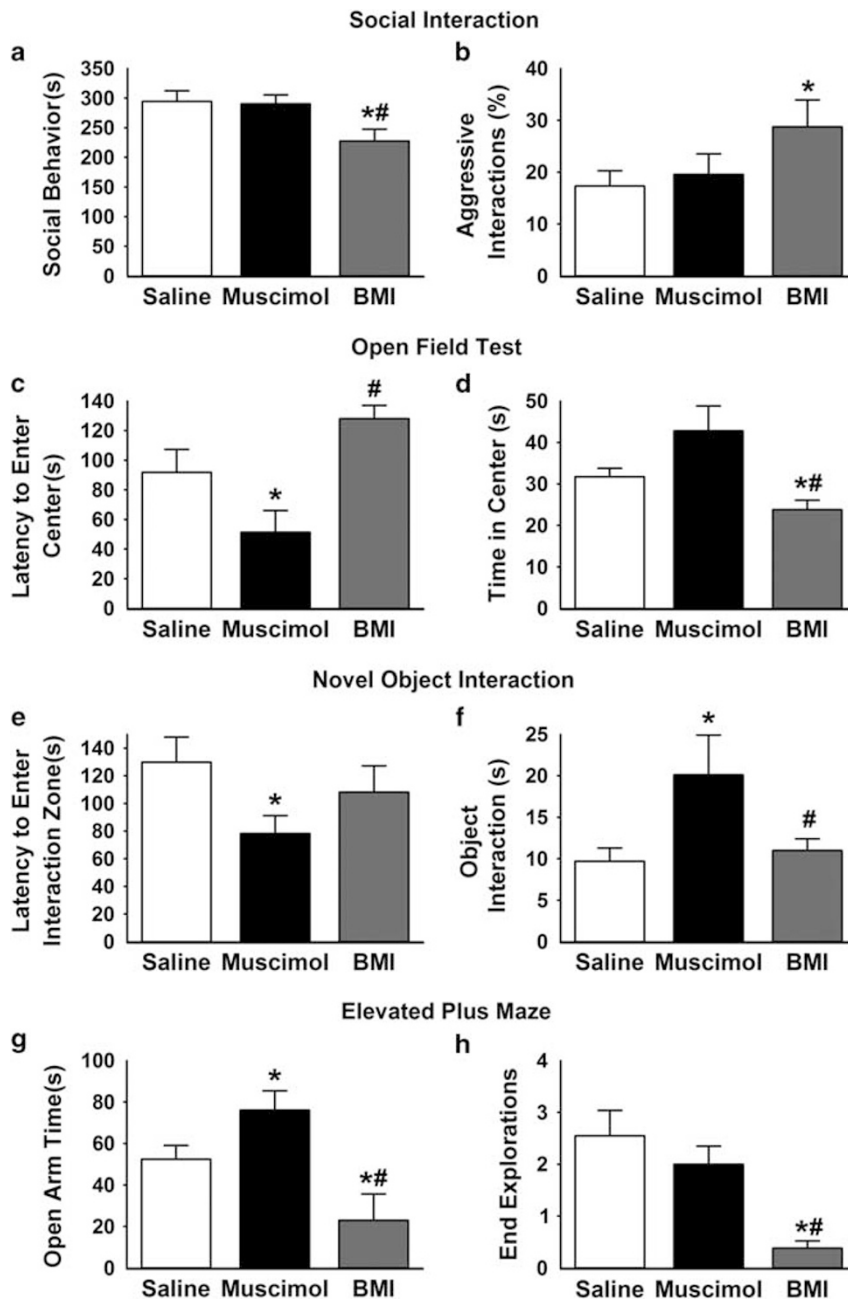 Social Interaction
a
b
Social Behavior(s)
350
300
250
200
150
100
50
0
*#
Saline Muscimol BMI
Aggressive
Interactions (%)
40
30
20
10
0
*
Saline Muscimol BMI
Open Field Test
c
d
Latency to Enter
Center(s)
140
120
100
80
60
40
20
0
*
#
Saline Muscimol BMI
Time in Center (s)
50
40
30
20
10
0
*#
Saline Muscimol BMI
Novel Object Interaction
e
f
Latency to Enter
Interaction Zone(s)
140
120
100
80
60
40
20
0
*
Saline Muscimol BMI
Object
Interaction (s)
25
20
15
10
5
0
*
#
Saline Muscimol BMI
Elevated Plus Maze
g
h
Open Arm Time(s)
100
80
60
40
20
0
*
*#
Saline Muscimol BMI
End Explorations
4
3
2
1
0
*#
Saline Muscimol BMI